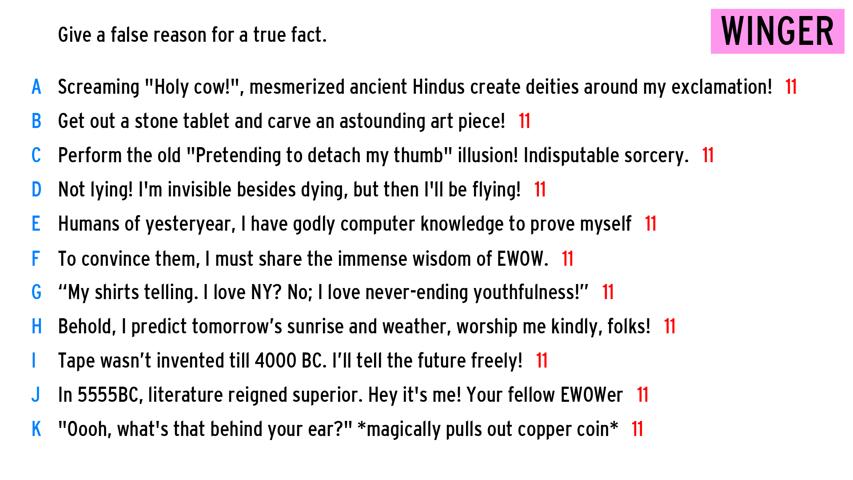 Give a false reason for a true fact.
WINGER
A Screaming "Holy cow!", mesmerized ancient Hindus create deities around my exclamation! 11
B Get out a stone tablet and carve an astounding art piece! 11
C Perform the old "Pretending to detach my thumb" illusion! Indisputable sorcery. 11
D Not lying! I'm invisible besides dying, but then I'll be flying! 11
E Humans of yesteryear, I have godly computer knowledge to prove myself 11
F To convince them, I must share the immense wisdom of EWOW. 11
G “My shirts telling. I love NY? No; I love never-ending youthfulness!” 11
H Behold, I predict tomorrow’s sunrise and weather, worship me kindly, folks! 11
I Tape wasn’t invented till 4000 BC. I’ll tell the future freely! 11
J In 5555BC, literature reigned superior. Hey it's me! Your fellow EWOWer 11
K "Oooh, what's that behind your ear?" *magically pulls out copper coin* 11